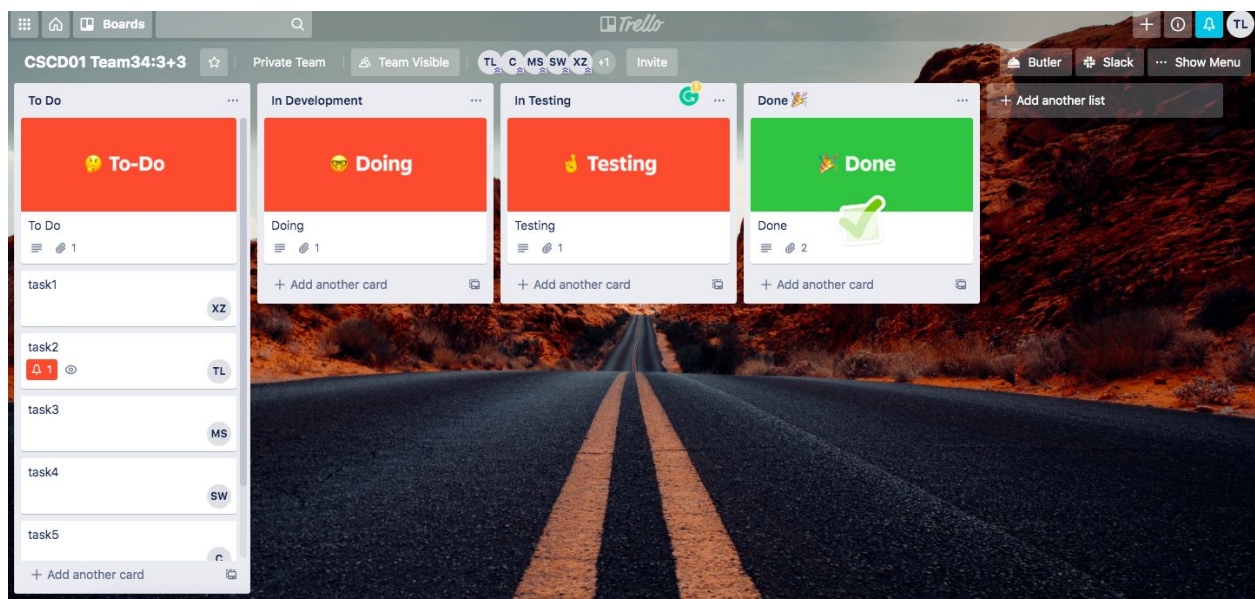 Boards
Trello
TL
CSCD01 Team34:3+3
Private Team
Team Visible
TL C MS SW XZ +1
Invite
Butler
Slack
... Show Menu
To Do
🤔 To-Do
To Do
1
task1
XZ
task2
1
TL
task3
MS
task4
SW
task5
C
+ Add another card
In Development
🤓 Doing
Doing
1
+ Add another card
In Testing
🤞 Testing
Testing
1
+ Add another card
Done 🎉
🎉 Done
Done
2
+ Add another card
+ Add another list